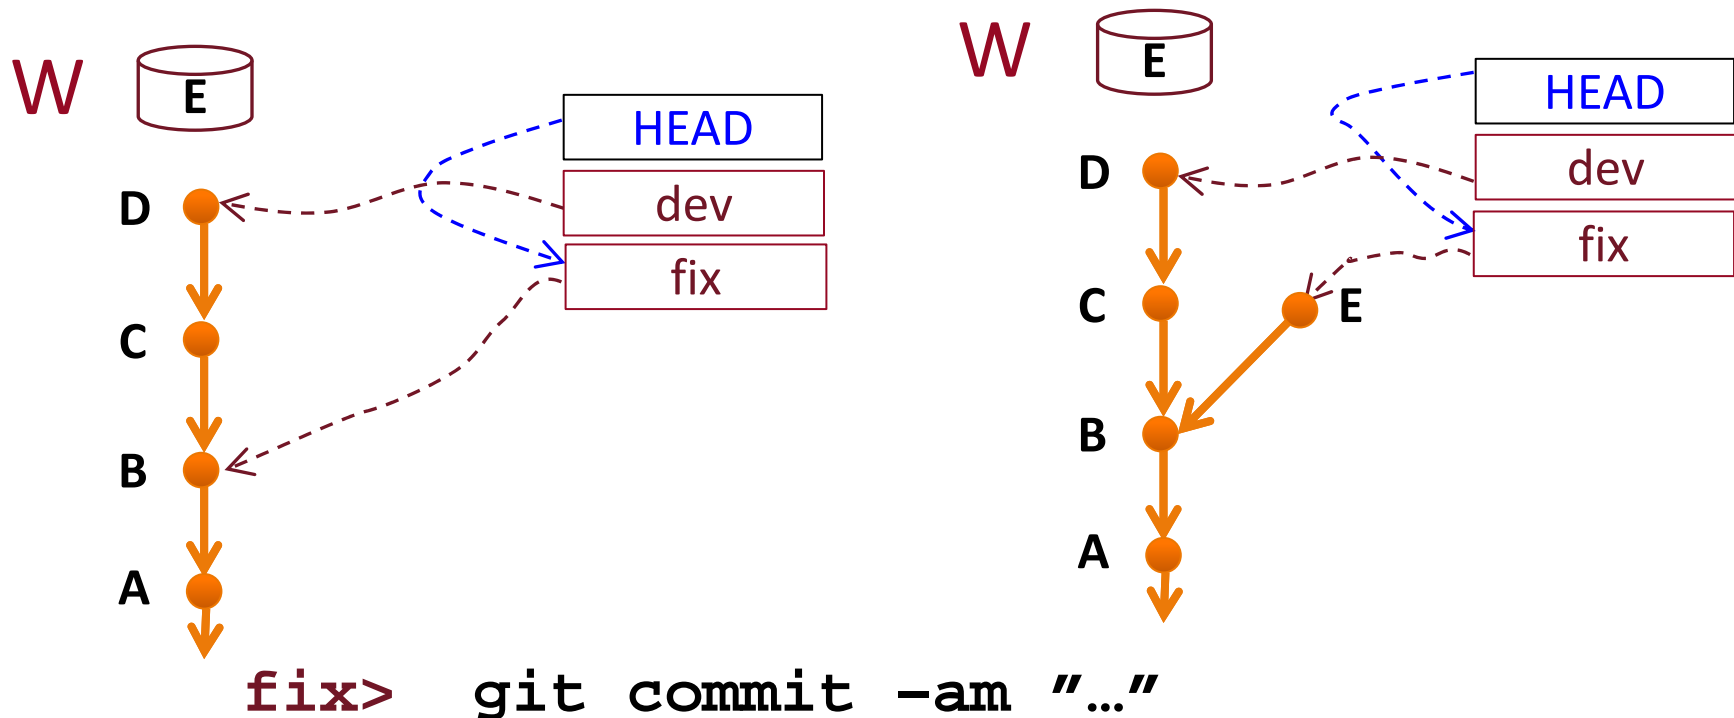 W
E
HEAD
dev
fix
D
C
B
A
W
E
HEAD
dev
fix
D
C
E
B
A
fix> git commit –am ″…″